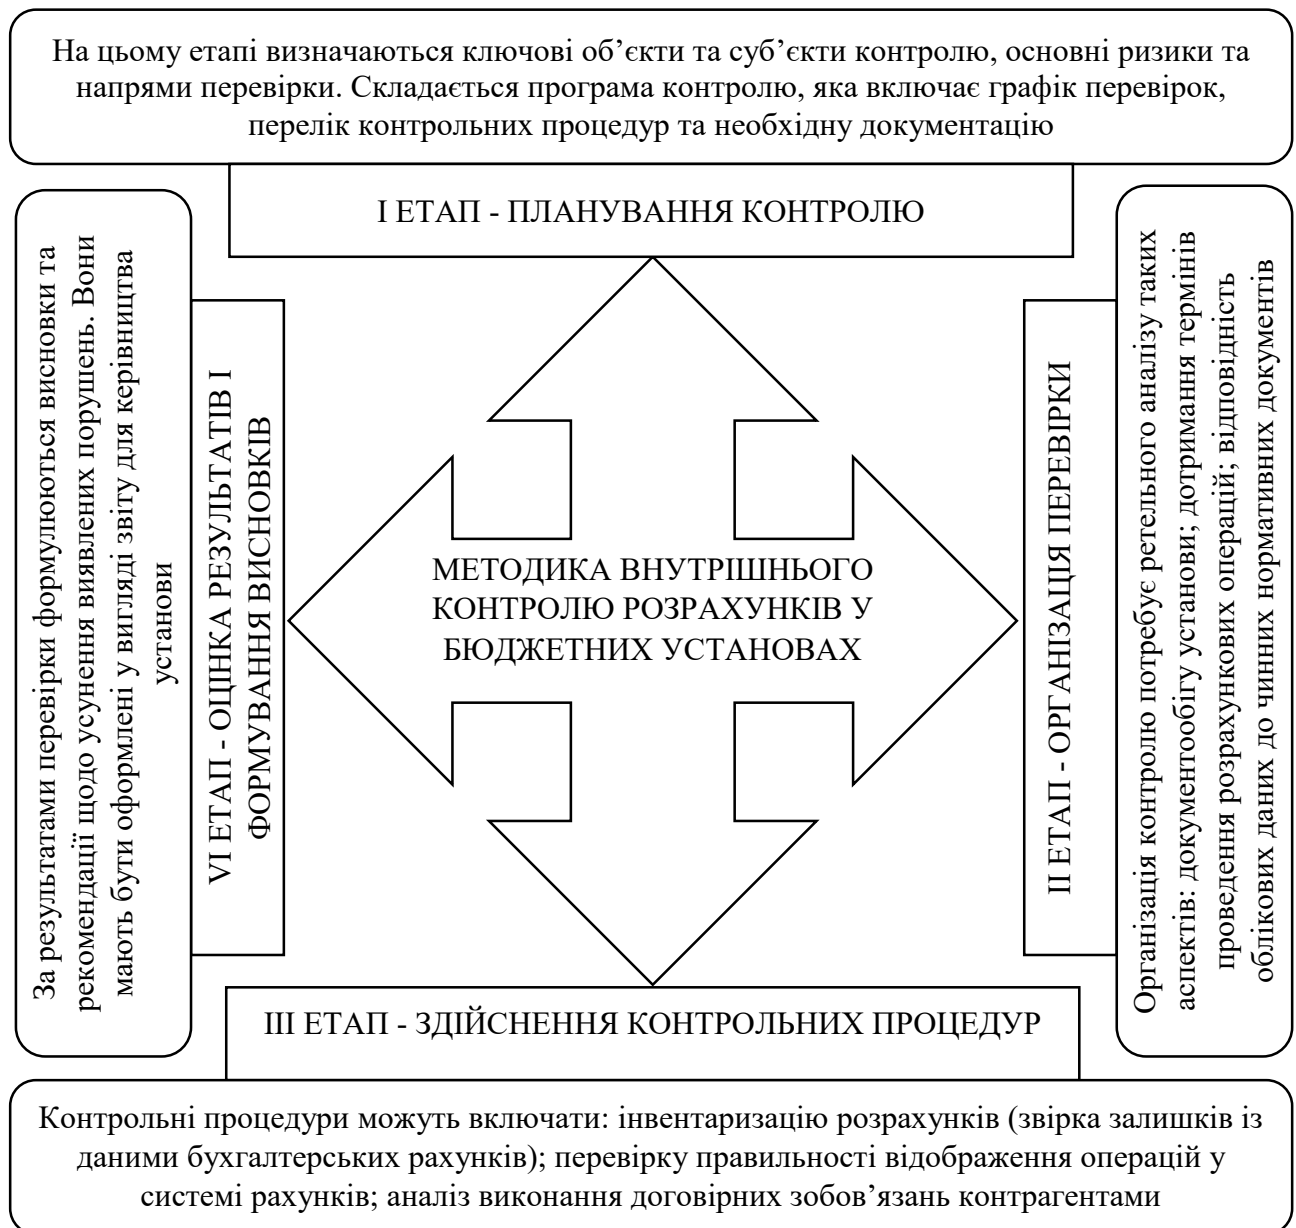 На цьому етапі визначаються ключові об’єкти та суб’єкти контролю, основні ризики та
напрями перевірки. Складається програма контролю, яка включає графік перевірок,
перелік контрольних процедур та необхідну документацію
І ЕТАП - ПЛАНУВАННЯ КОНТРОЛЮ
За результатами перевірки формулюються висновки та
рекомендації щодо усунення виявлених порушень. Вони
мають бути оформлені у вигляді звіту для керівництва
установи
VІ ЕТАП - ОЦІНКА РЕЗУЛЬТАТІВ І
ФОРМУВАННЯ ВИСНОВКІВ
МЕТОДИКА ВНУТРІШНЬОГО
КОНТРОЛЮ РОЗРАХУНКІВ У
БЮДЖЕТНИХ УСТАНОВАХ
ІІ ЕТАП - ОРГАНІЗАЦІЯ ПЕРЕВІРКИ
Організація контролю потребує ретельного аналізу таких
аспектів: документообігу установи; дотримання термінів
проведення розрахункових операцій; відповідність
облікових даних до чинних нормативних документів
ІІІ ЕТАП - ЗДІЙСНЕННЯ КОНТРОЛЬНИХ ПРОЦЕДУР
Контрольні процедури можуть включати: інвентаризацію розрахунків (звірка залишків із
даними бухгалтерських рахунків); перевірку правильності відображення операцій у
системі рахунків; аналіз виконання договірних зобов’язань контрагентами